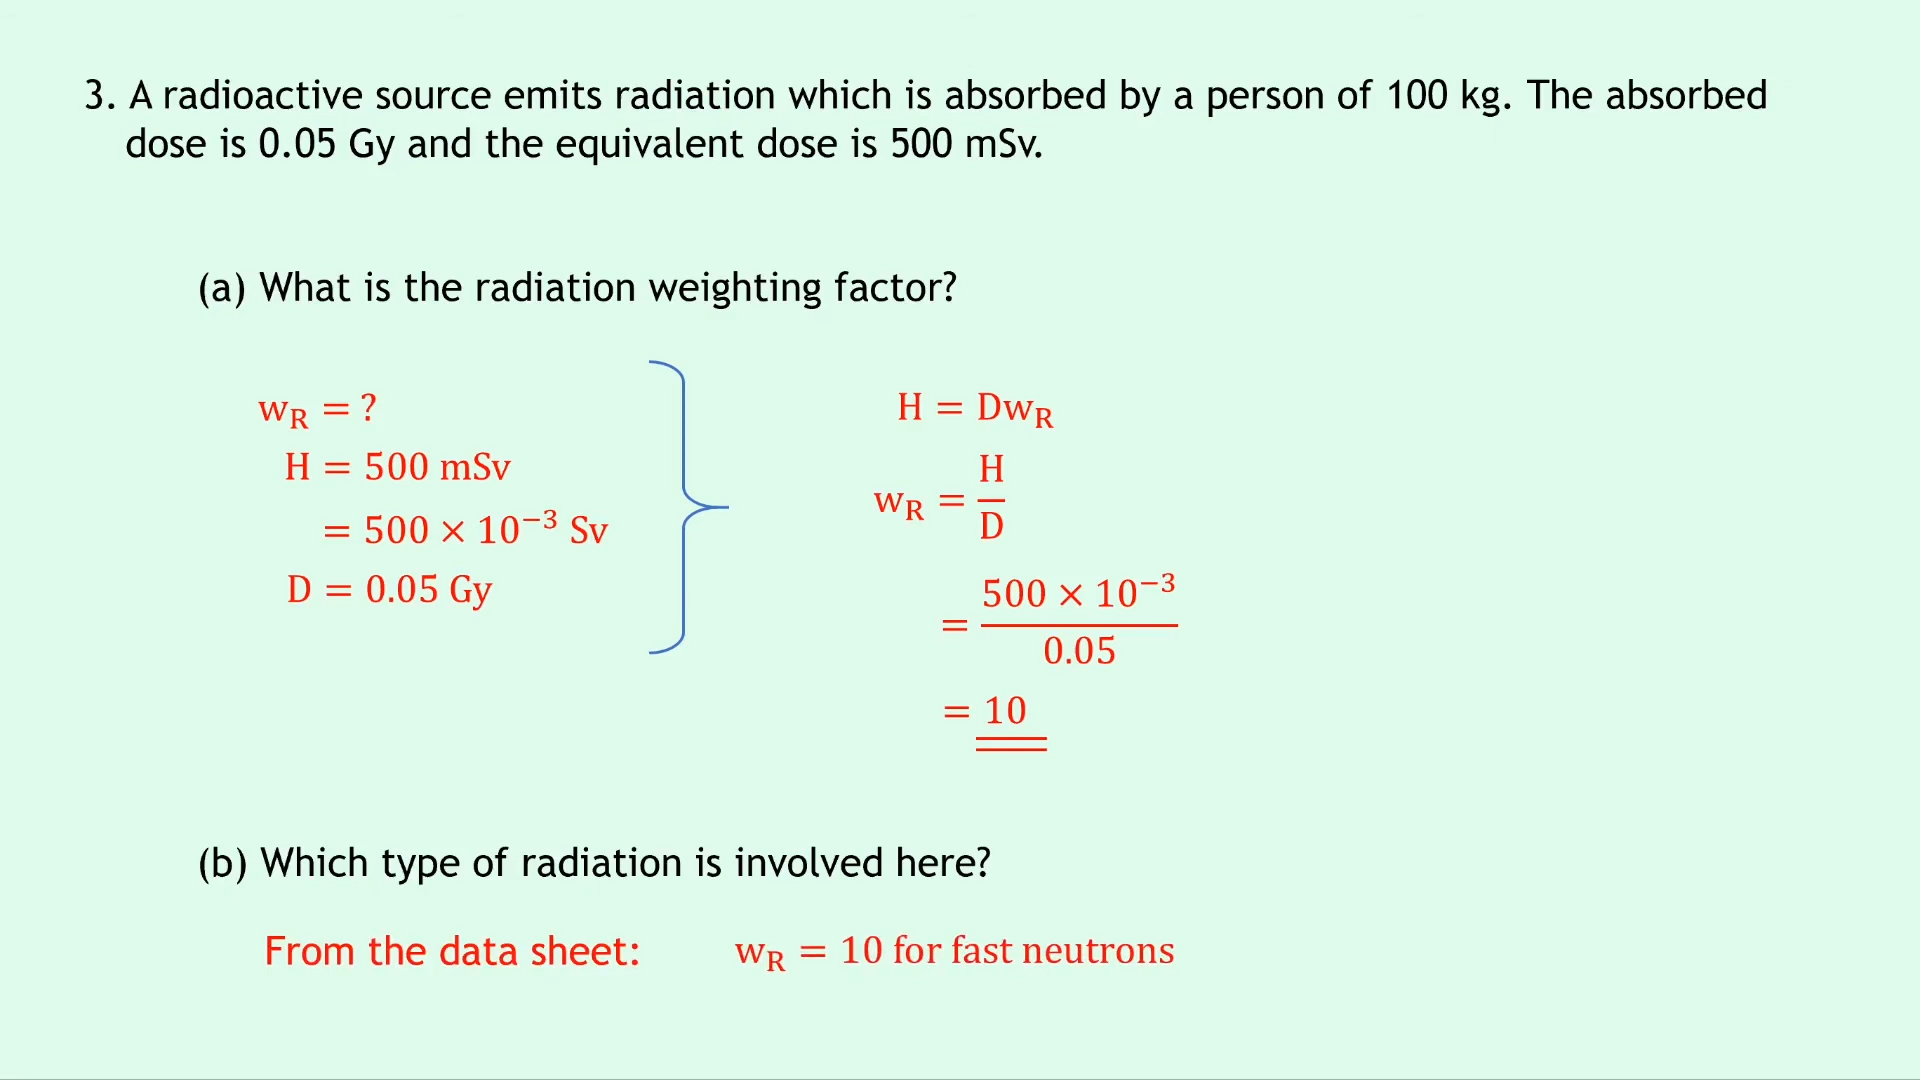 3. A radioactive source emits radiation which is absorbed by a person of 100 kg. The absorbed
dose is 0.05 Gy and the equivalent dose is 500 mSv.
(a) What is the radiation weighting factor?
w_R = ?
H = 500 mSv
= 500 × 10⁻³ Sv
D = 0.05 Gy
H = Dw_R
w_R = H/D
= 500 × 10⁻³ / 0.05
= 10
(b) Which type of radiation is involved here?
From the data sheet: w_R = 10 for fast neutrons